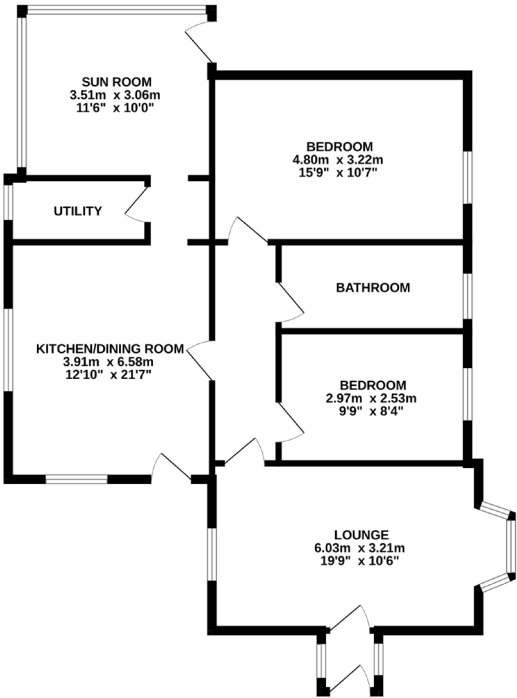 SUN ROOM
3.51m x 3.06m
11'6" x 10'0"
BEDROOM
4.80m x 3.22m
15'9" x 10'7"
UTILITY
BATHROOM
KITCHEN/DINING ROOM
3.91m x 6.58m
12'10" x 21'7"
BEDROOM
2.97m x 2.53m
9'9" x 8'4"
LOUNGE
6.03m x 3.21m
19'9" x 10'6"